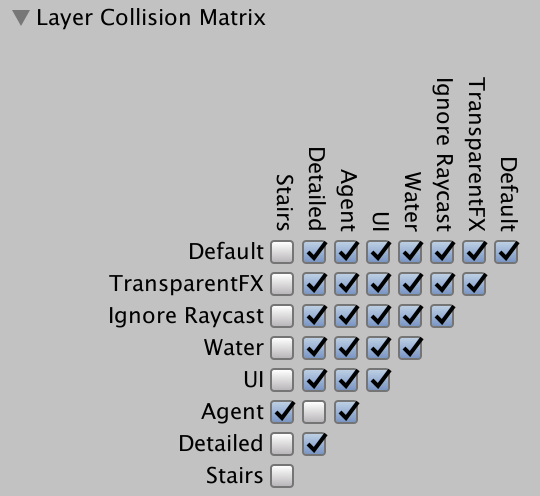 Layer Collision Matrix
Stairs
Detailed
Agent
UI
Water
Ignore Raycast
TransparentFX
Default
Default
TransparentFX
Ignore Raycast
Water
UI
Agent
Detailed
Stairs